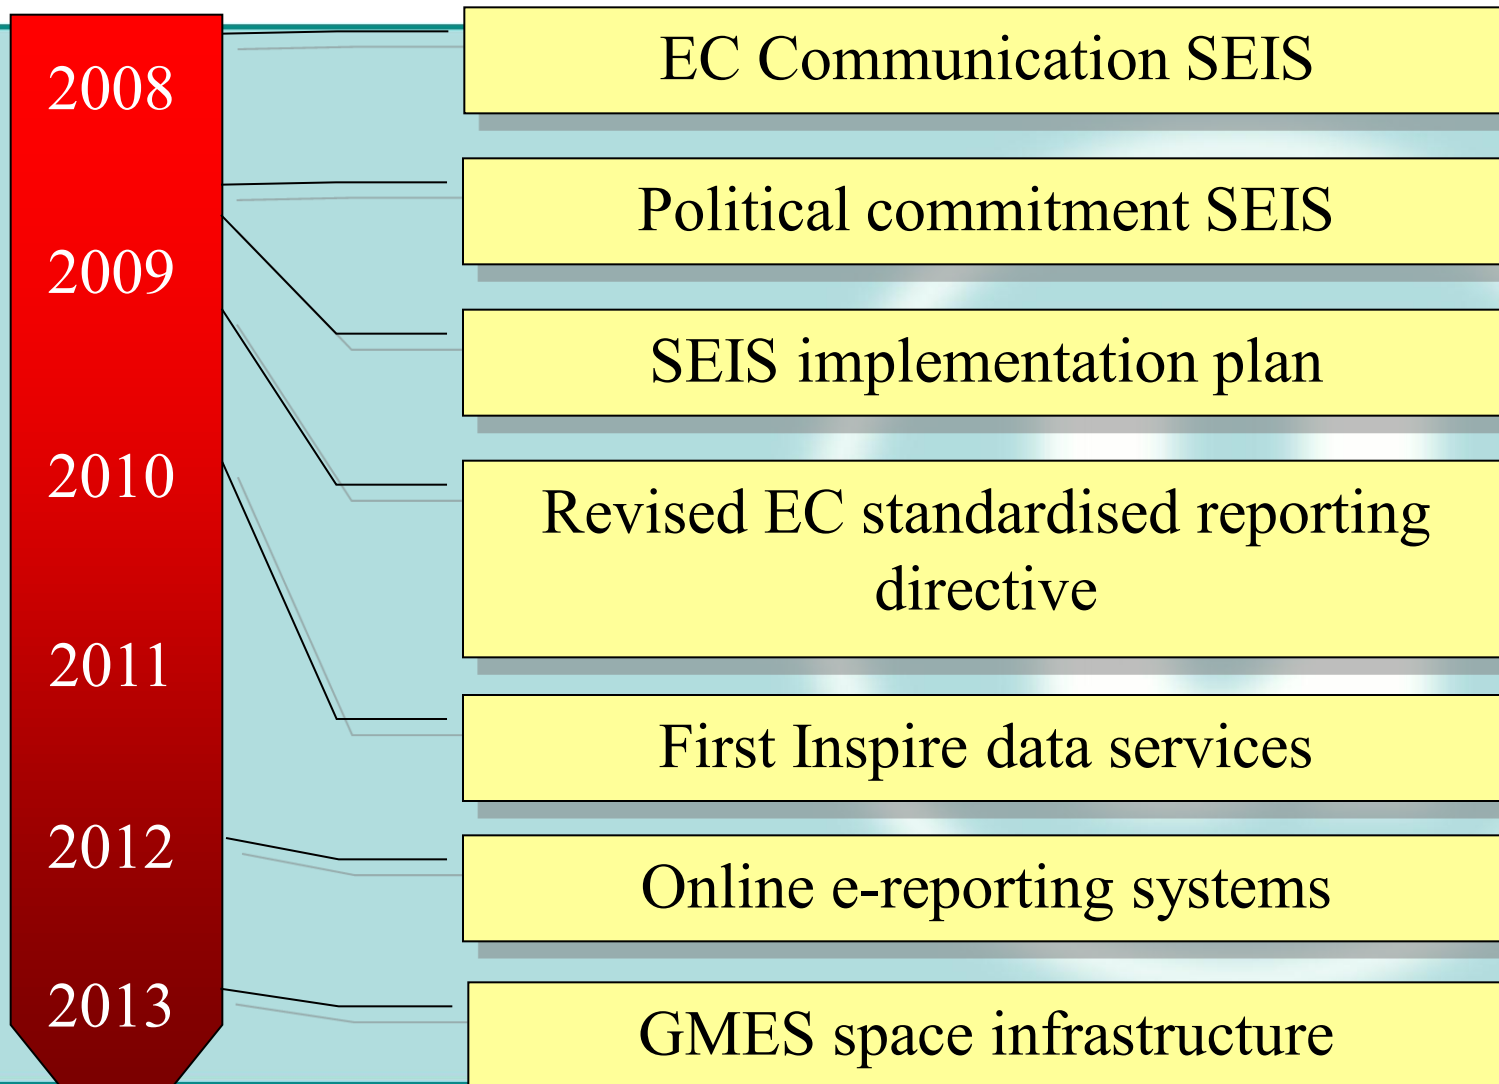 2008
EC Communication SEIS
Political commitment SEIS
2009
SEIS implementation plan
2010
Revised EC standardised reporting
directive
2011
First Inspire data services
2012
Online e-reporting systems
2013
GMES space infrastructure